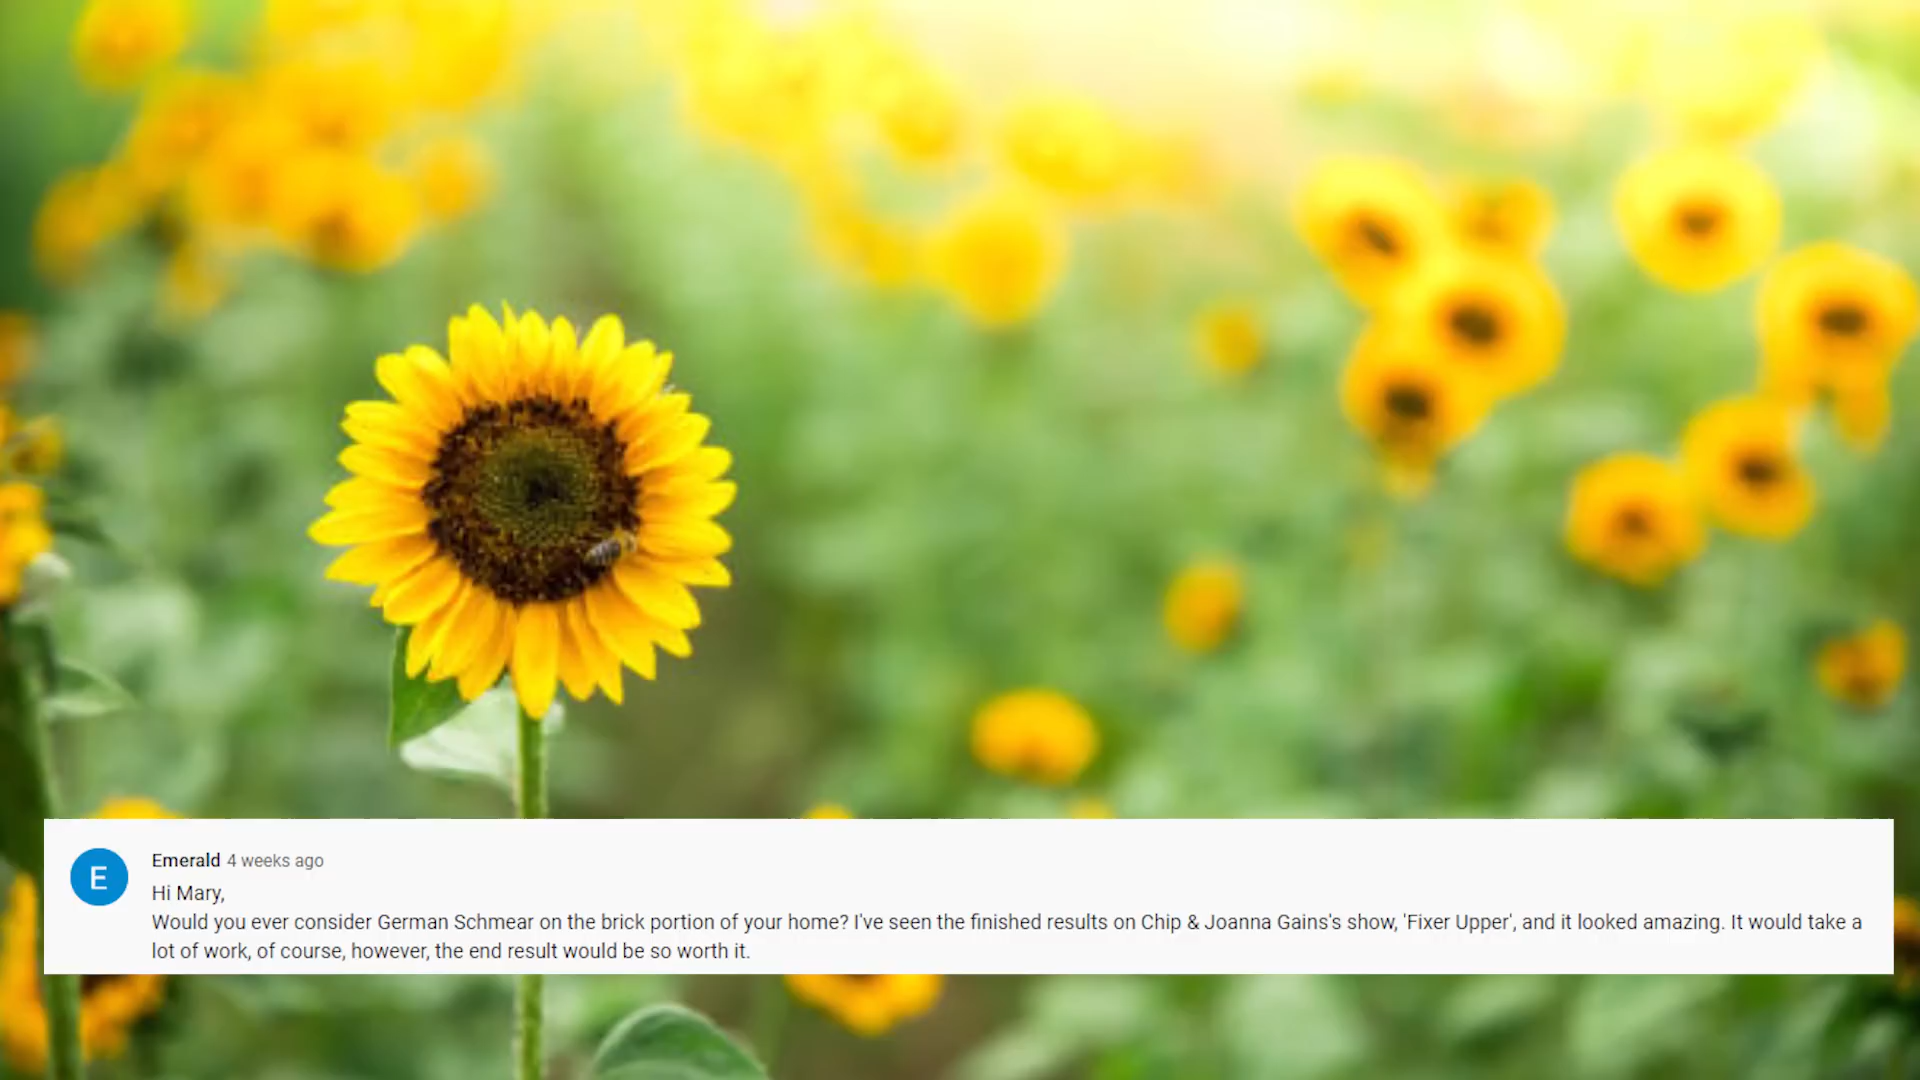 E
Emerald 4 weeks ago
Hi Mary,
Would you ever consider German Schmear on the brick portion of your home? I've seen the finished results on Chip & Joanna Gains's show, 'Fixer Upper', and it looked amazing. It would take a
lot of work, of course, however, the end result would be so worth it.